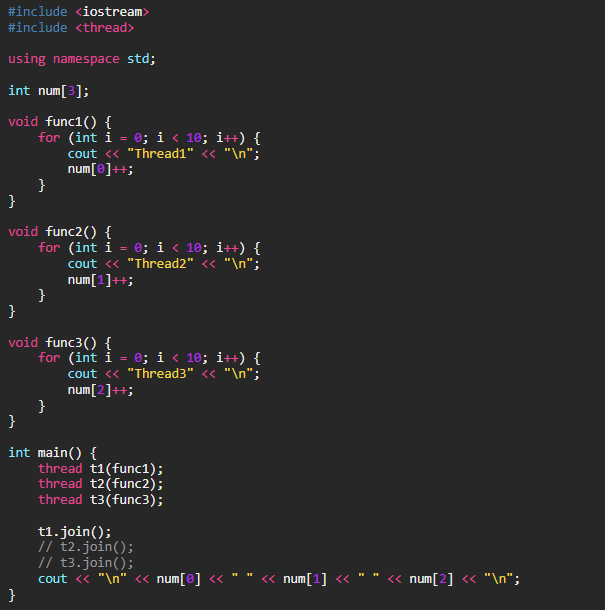 #include <iostream>
#include <thread>

using namespace std;

int num[3];

void func1() {
    for (int i = 0; i < 10; i++) {
        cout << "Thread1" << "\n";
        num[0]++;
    }
}

void func2() {
    for (int i = 0; i < 10; i++) {
        cout << "Thread2" << "\n";
        num[1]++;
    }
}

void func3() {
    for (int i = 0; i < 10; i++) {
        cout << "Thread3" << "\n";
        num[2]++;
    }
}

int main() {
    thread t1(func1);
    thread t2(func2);
    thread t3(func3);

    t1.join();
    // t2.join();
    // t3.join();
    cout << "\n" << num[0] << " " << num[1] << " " << num[2] << "\n";
}